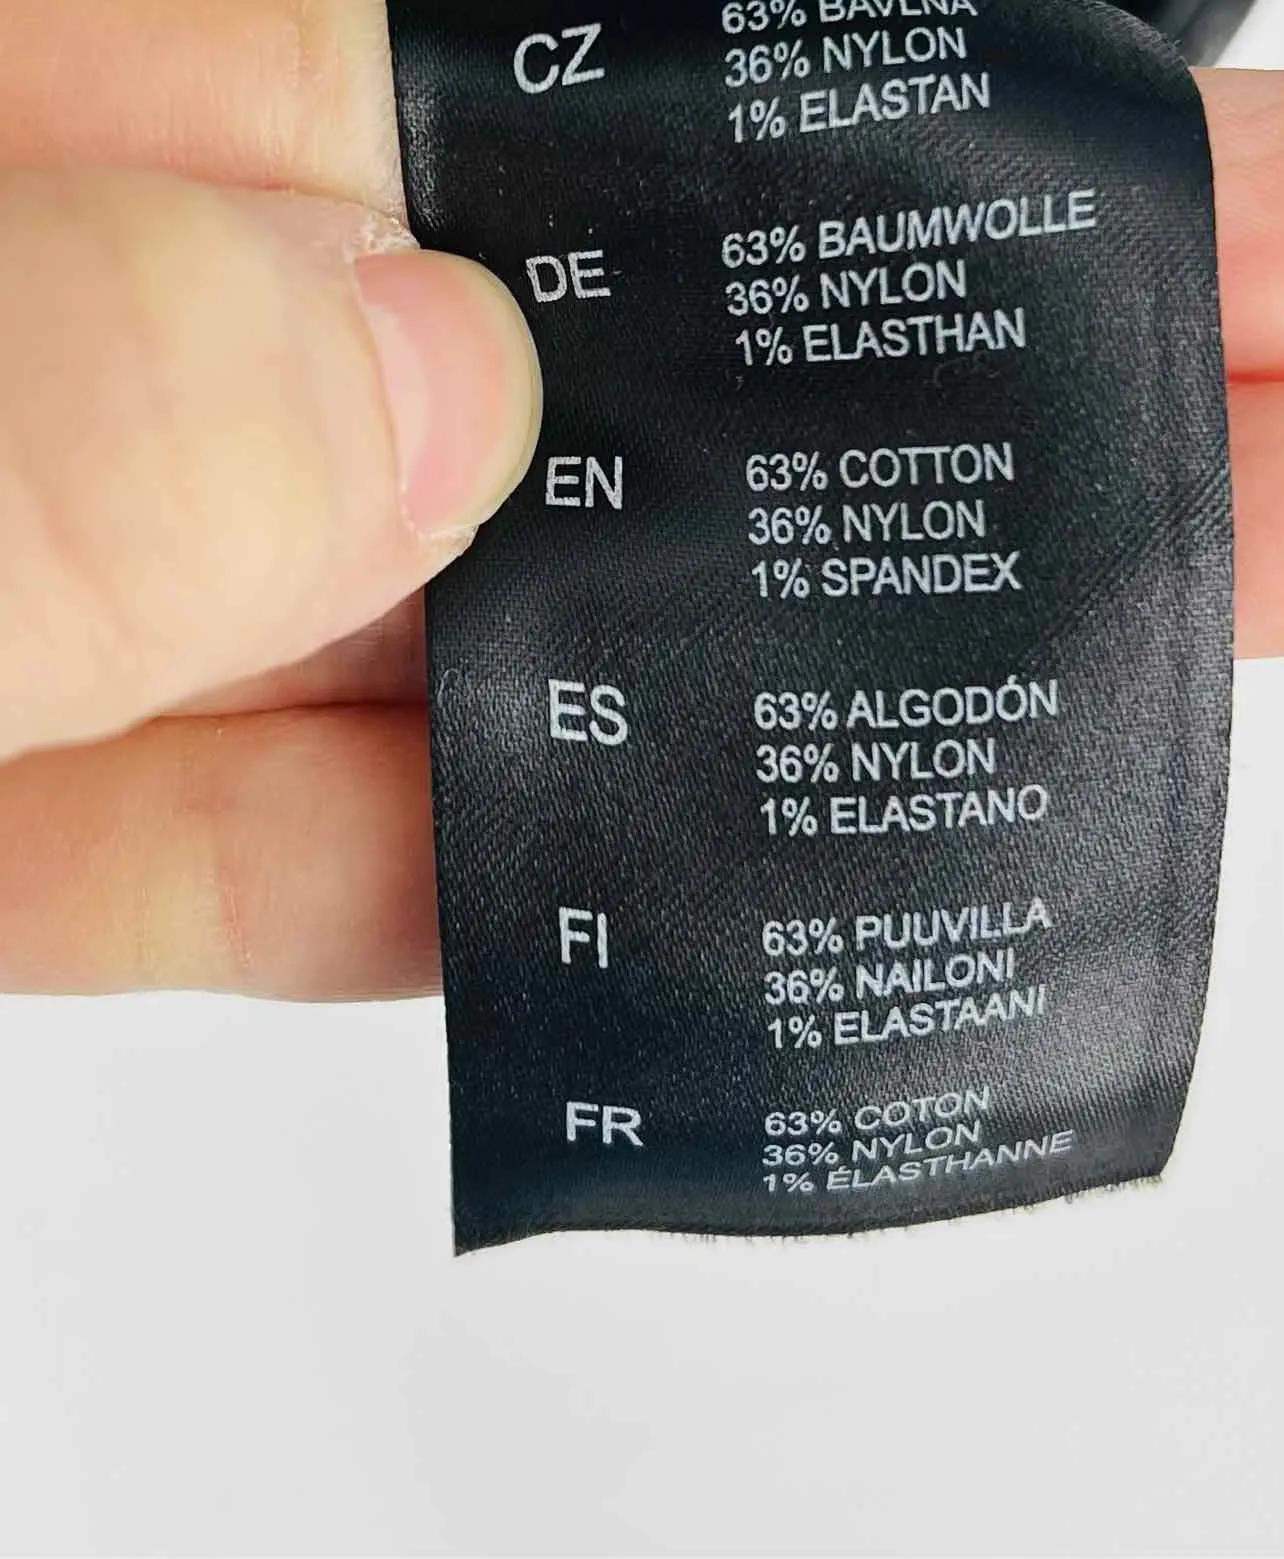 CZ 63% BAVLNA
36% NYLON
1% ELASTAN
DE 63% BAUMWOLLE
36% NYLON
1% ELASTHAN
EN 63% COTTON
36% NYLON
1% SPANDEX
ES 63% ALGODÓN
36% NYLON
1% ELASTANO
FI 63% PUUVILLA
36% NAILONI
1% ELASTAANI
FR 63% COTON
36% NYLON
1% ÉLASTHANNE